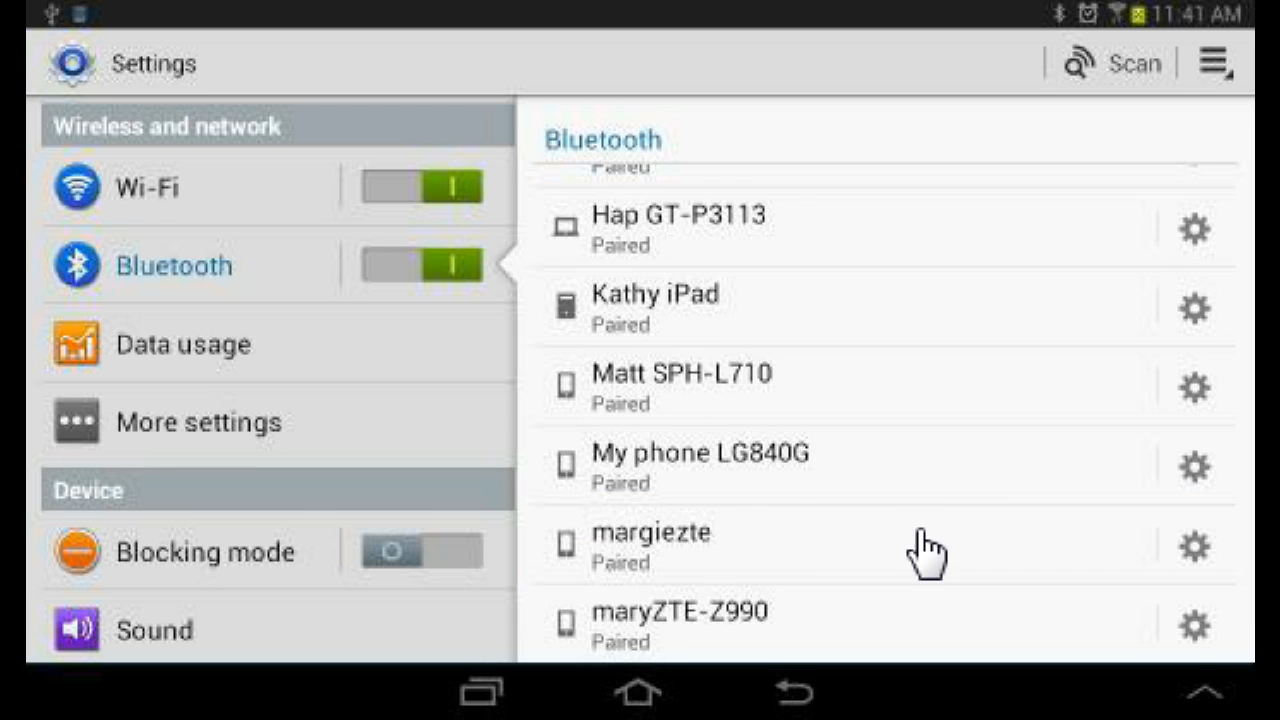 11:41 AM
Settings
Scan
Wireless and network
Wi-Fi
Bluetooth
Data usage
More settings
Device
Blocking mode
Sound
Bluetooth
Paired
Hap GT-P3113
Paired
Kathy iPad
Paired
Matt SPH-L710
Paired
My phone LG840G
Paired
margiezte
Paired
maryZTE-Z990
Paired